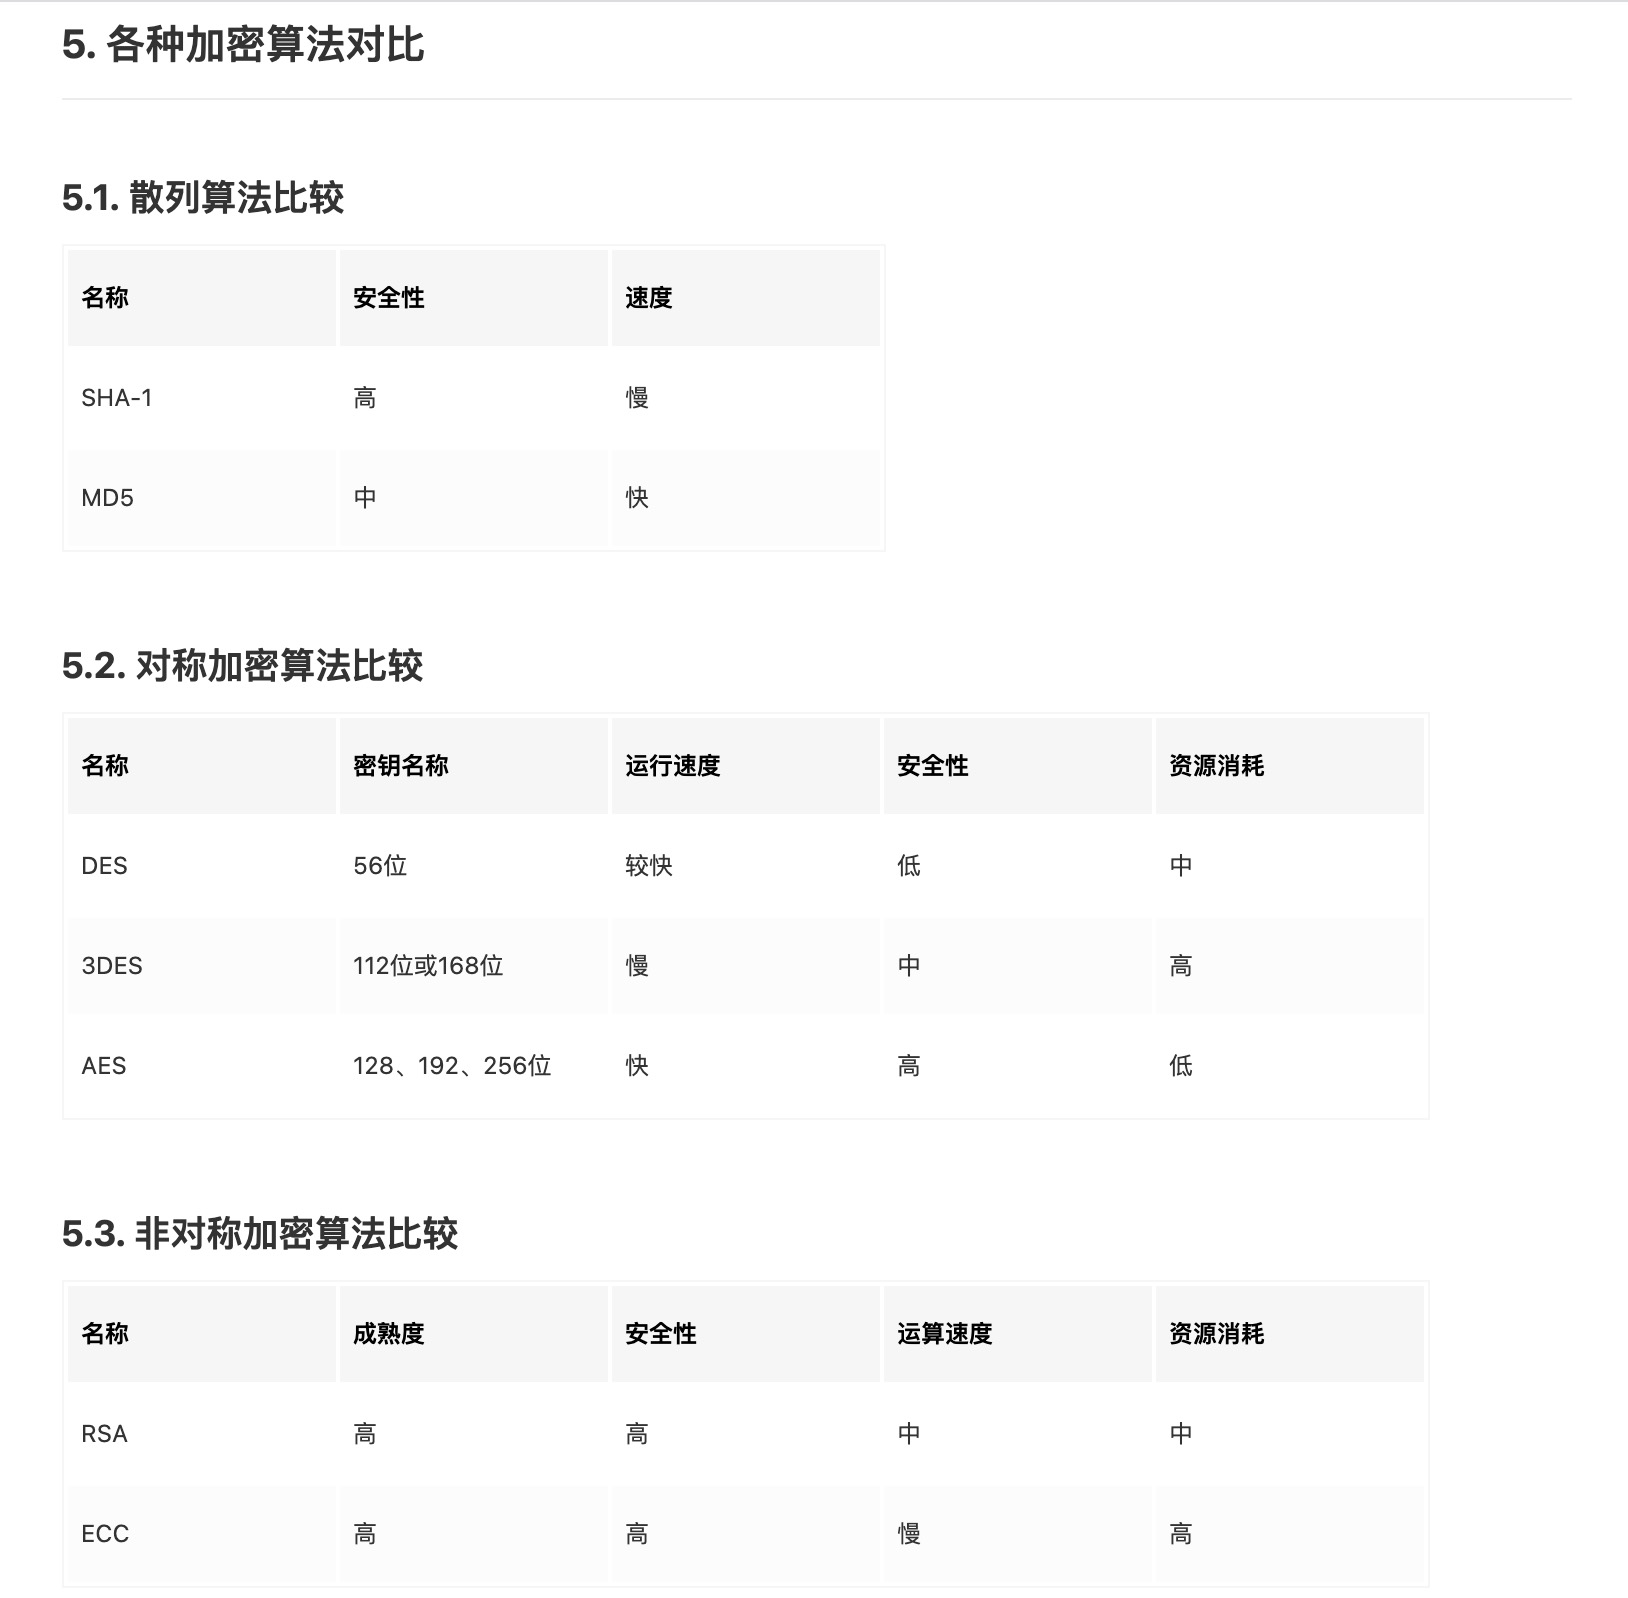 5. 各种加密算法对比
5.1. 散列算法比较
名称 安全性 速度
SHA-1 高 慢
MD5 中 快
5.2. 对称加密算法比较
名称 密钥名称 运行速度 安全性 资源消耗
DES 56位 较快 低 中
3DES 112位或168位 慢 中 高
AES 128、192、256位 快 高 低
5.3. 非对称加密算法比较
名称 成熟度 安全性 运算速度 资源消耗
RSA 高 高 中 中
ECC 高 高 慢 高